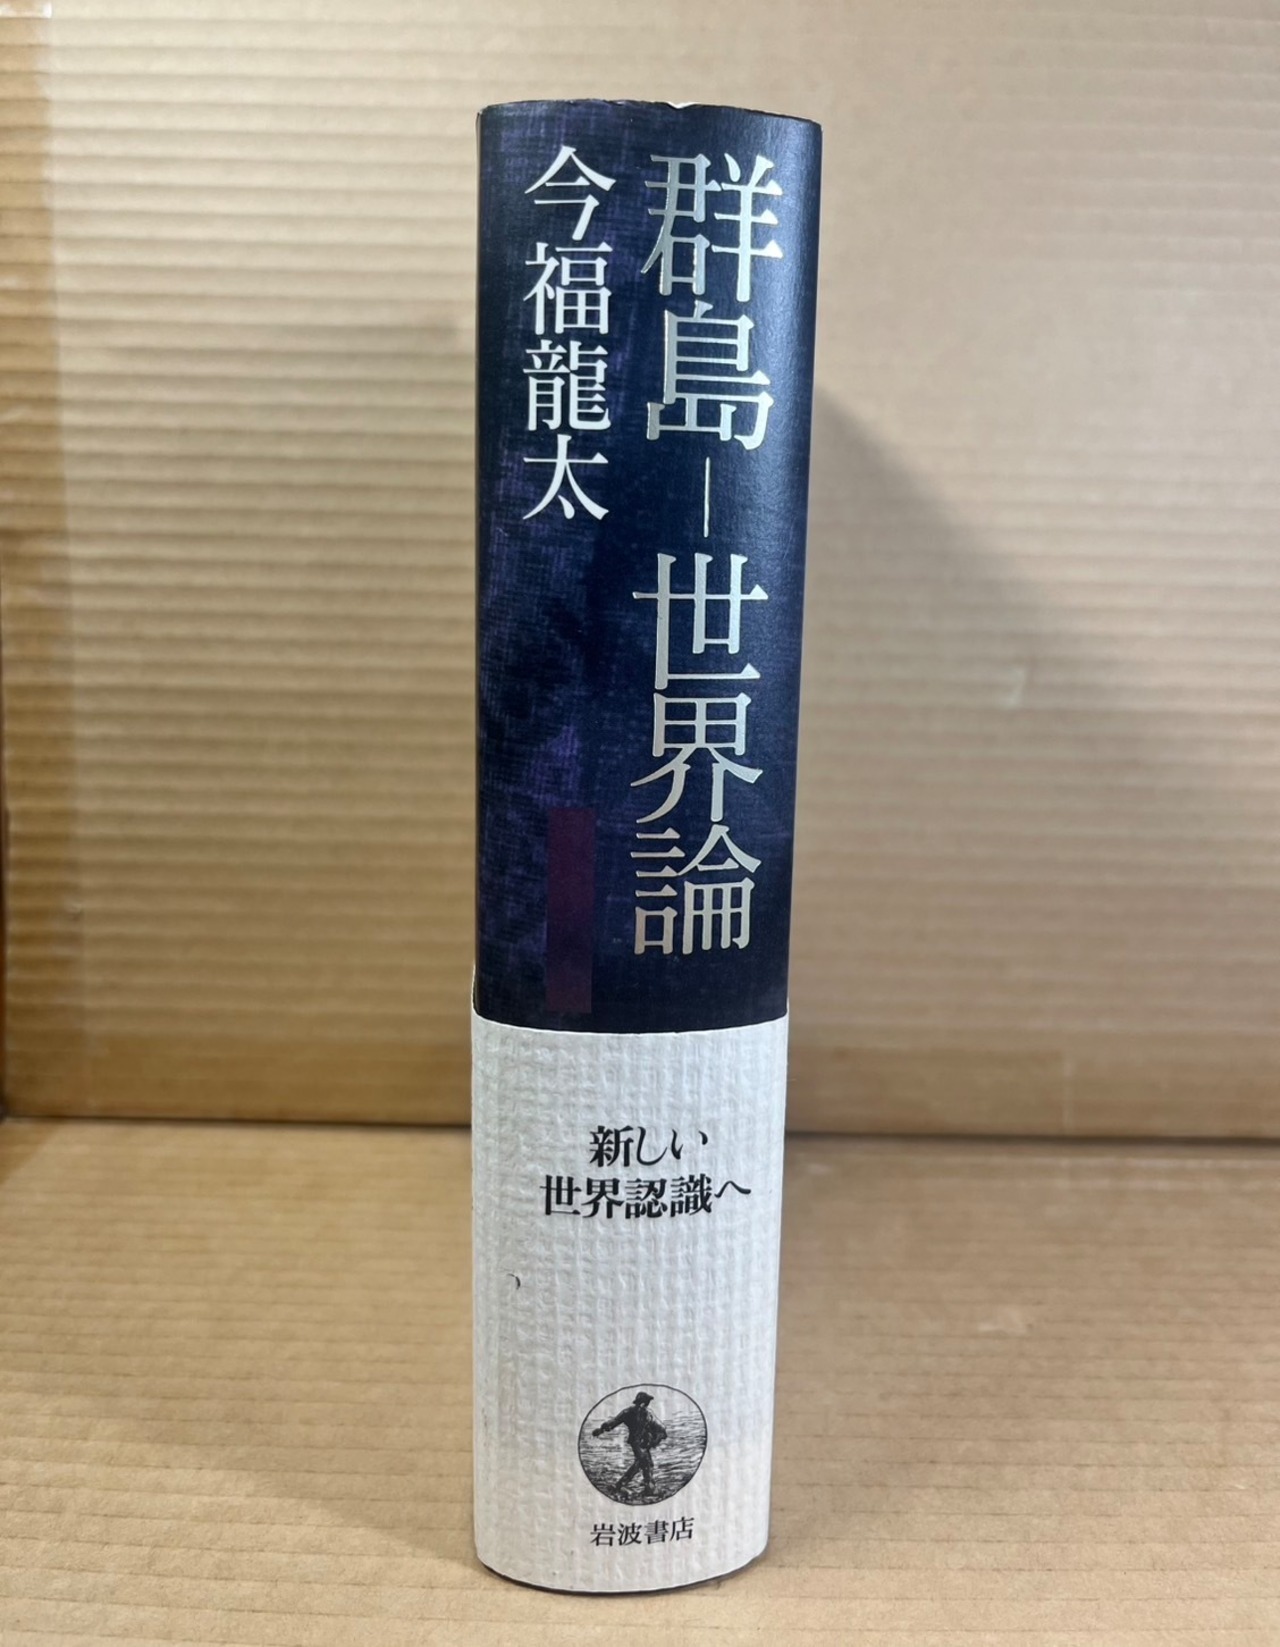 群島―世界論
今福龍太
新しい
世界認識へ
岩波書店